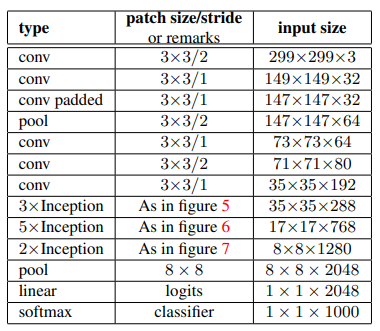 type patch size/stride or remarks input size
conv 3×3/2 299×299×3
conv 3×3/1 149×149×32
conv padded 3×3/1 147×147×32
pool 3×3/2 147×147×64
conv 3×3/1 73×73×64
conv 3×3/2 71×71×80
conv 3×3/1 35×35×192
3×Inception As in figure 5 35×35×288
5×Inception As in figure 6 17×17×768
2×Inception As in figure 7 8×8×1280
pool 8 × 8 8 × 8 × 2048
linear logits 1 × 1 × 2048
softmax classifier 1 × 1 × 1000